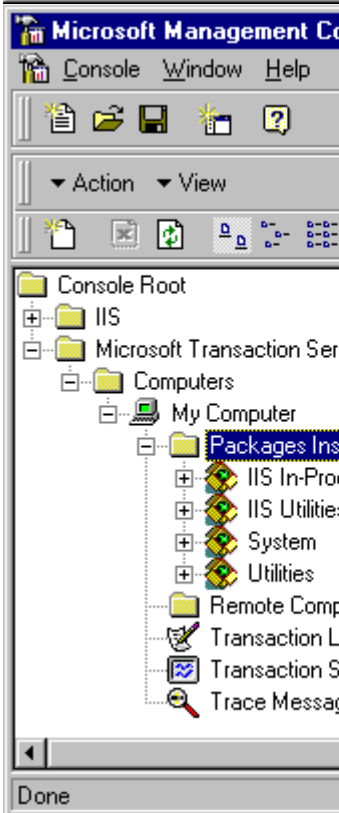 Microsoft Management Co
Console Window Help
Action View
Console Root
IIS
Microsoft Transaction Ser
Computers
My Computer
Packages Ins
IIS In-Proc
IIS Utilities
System
Utilities
Remote Comp
Transaction L
Transaction S
Trace Messag
Done